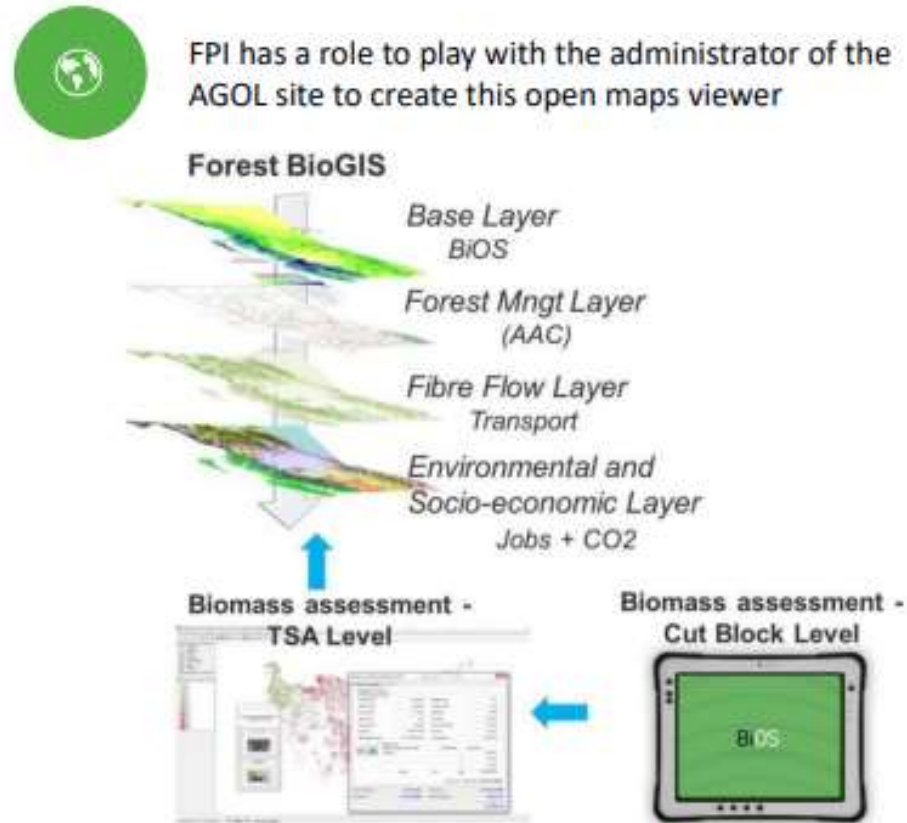 FPI has a role to play with the administrator of the
AGOL site to create this open maps viewer
Forest BioGIS
Base Layer
BiOS
Forest Mngt Layer
(AAC)
Fibre Flow Layer
Transport
Environmental and
Socio-economic Layer
Jobs + CO2
Biomass assessment -
TSA Level
Biomass assessment -
Cut Block Level
BiOS